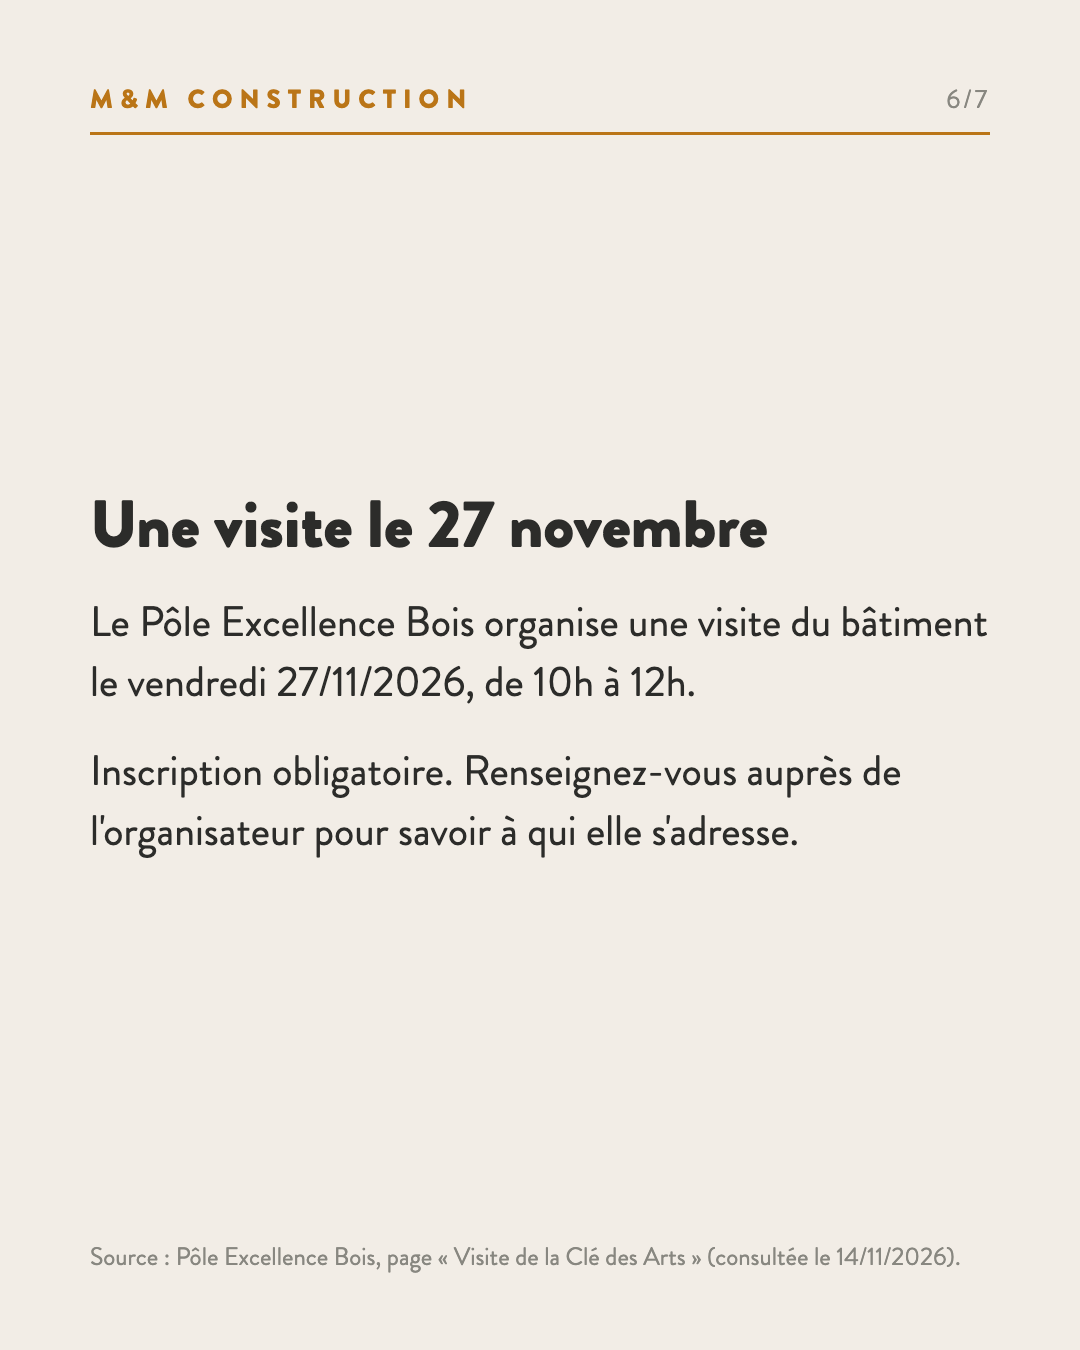 M&M CONSTRUCTION
6/7
Une visite le 27 novembre
Le Pôle Excellence Bois organise une visite du bâtiment
le vendredi 27/11/2026, de 10h à 12h.
Inscription obligatoire. Renseignez-vous auprès de
l'organisateur pour savoir à qui elle s'adresse.
Source : Pôle Excellence Bois, page « Visite de la Clé des Arts » (consultée le 14/11/2026).